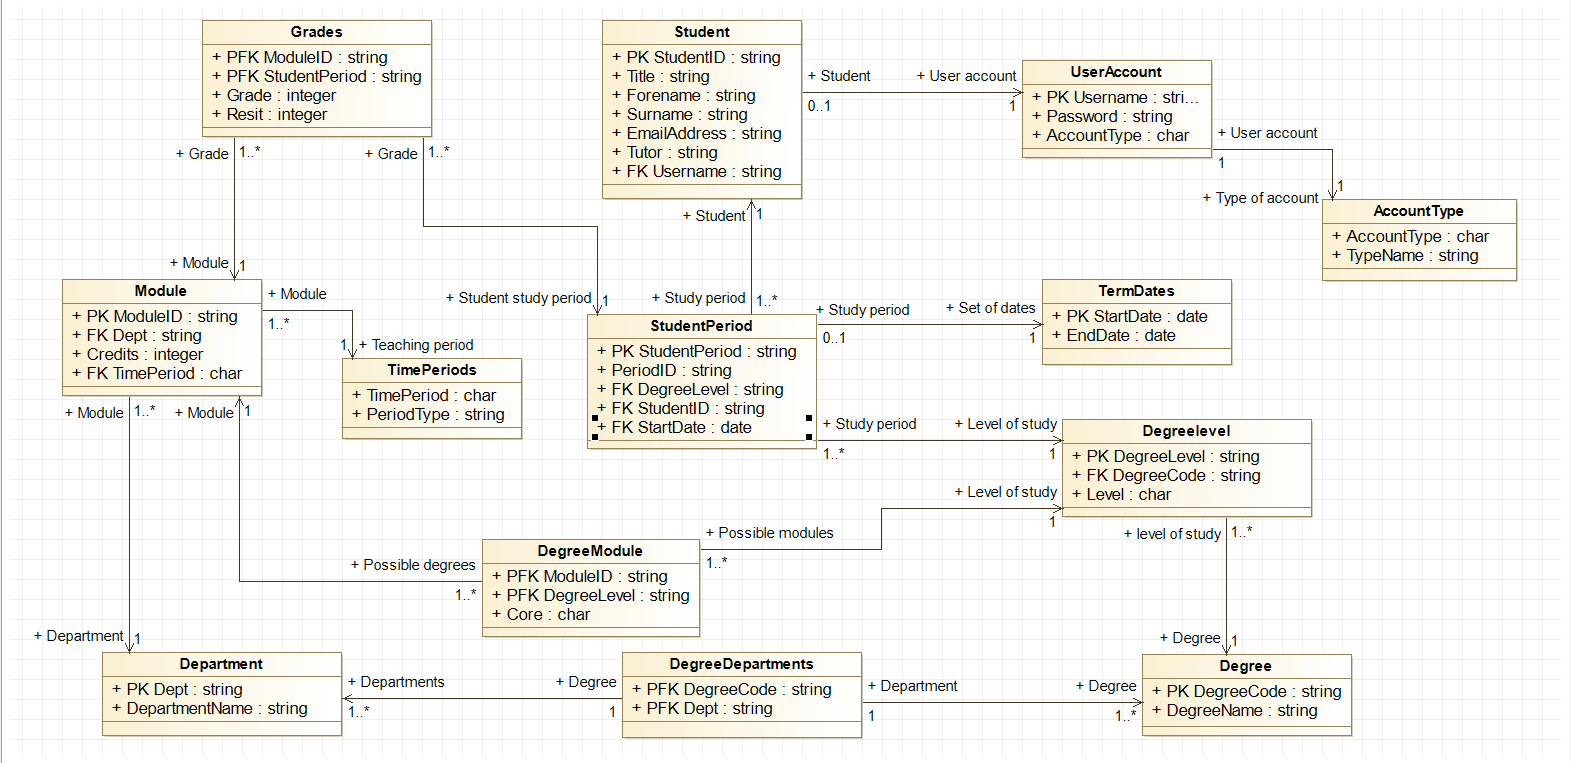 Grades
+ PFK ModuleID : string
+ PFK StudentPeriod : string
+ Grade : integer
+ Resit : integer
Student
+ PK StudentID : string
+ Title : string
+ Forename : string
+ Surname : string
+ EmailAddress : string
+ Tutor : string
+ FK Username : string
+ Student
0..1
+ User account
1
UserAccount
+ PK Username : stri...
+ Password : string
+ AccountType : char
+ User account
1
+ Type of account
1
AccountType
+ AccountType : char
+ TypeName : string
+ Grade
1..*
+ Grade
1..*
+ Module
1
+ Student
1
Module
+ PK ModuleID : string
+ FK Dept : string
+ Credits : integer
+ FK TimePeriod : char
+ Module
1..*
1
+ Teaching period
TimePeriods
+ TimePeriod : char
+ PeriodType : string
+ Student study period
1
+ Study period
1..*
StudentPeriod
+ PK StudentPeriod : string
+ PeriodID : string
+ FK DegreeLevel : string
+ FK StudentID : string
+ FK StartDate : date
+ Study period
0..1
+ Set of dates
1
TermDates
+ PK StartDate : date
+ EndDate : date
+ Study period
1..*
+ Level of study
1
Degreelevel
+ PK DegreeLevel : string
+ FK DegreeCode : string
+ Level : char
+ Module
1..*
+ Module
1
+ Level of study
1
+ Possible modules
1..*
+ level of study
1..*
DegreeModule
+ PFK ModuleID : string
+ PFK DegreeLevel : string
+ Core : char
+ Possible degrees
1..*
+ Department
1
+ Degree
1
Department
+ PK Dept : string
+ DepartmentName : string
+ Departments
1..*
+ Degree
1
DegreeDepartments
+ PFK DegreeCode : string
+ PFK Dept : string
+ Department
1
+ Degree
1..*
Degree
+ PK DegreeCode : string
+ DegreeName : string